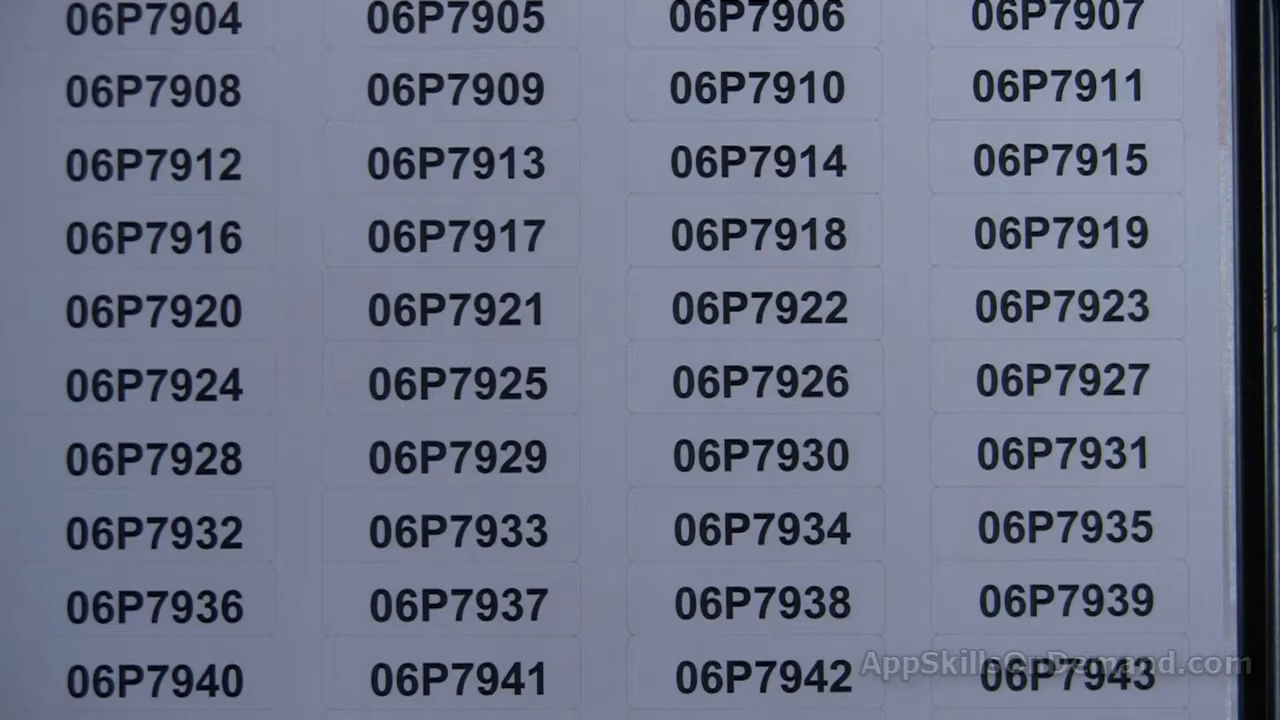 06P7904 06P7905 06P7906 06P7907
06P7908 06P7909 06P7910 06P7911
06P7912 06P7913 06P7914 06P7915
06P7916 06P7917 06P7918 06P7919
06P7920 06P7921 06P7922 06P7923
06P7924 06P7925 06P7926 06P7927
06P7928 06P7929 06P7930 06P7931
06P7932 06P7933 06P7934 06P7935
06P7936 06P7937 06P7938 06P7939
06P7940 06P7941 06P7942 06P7943
AppSkillsOnDemand.com